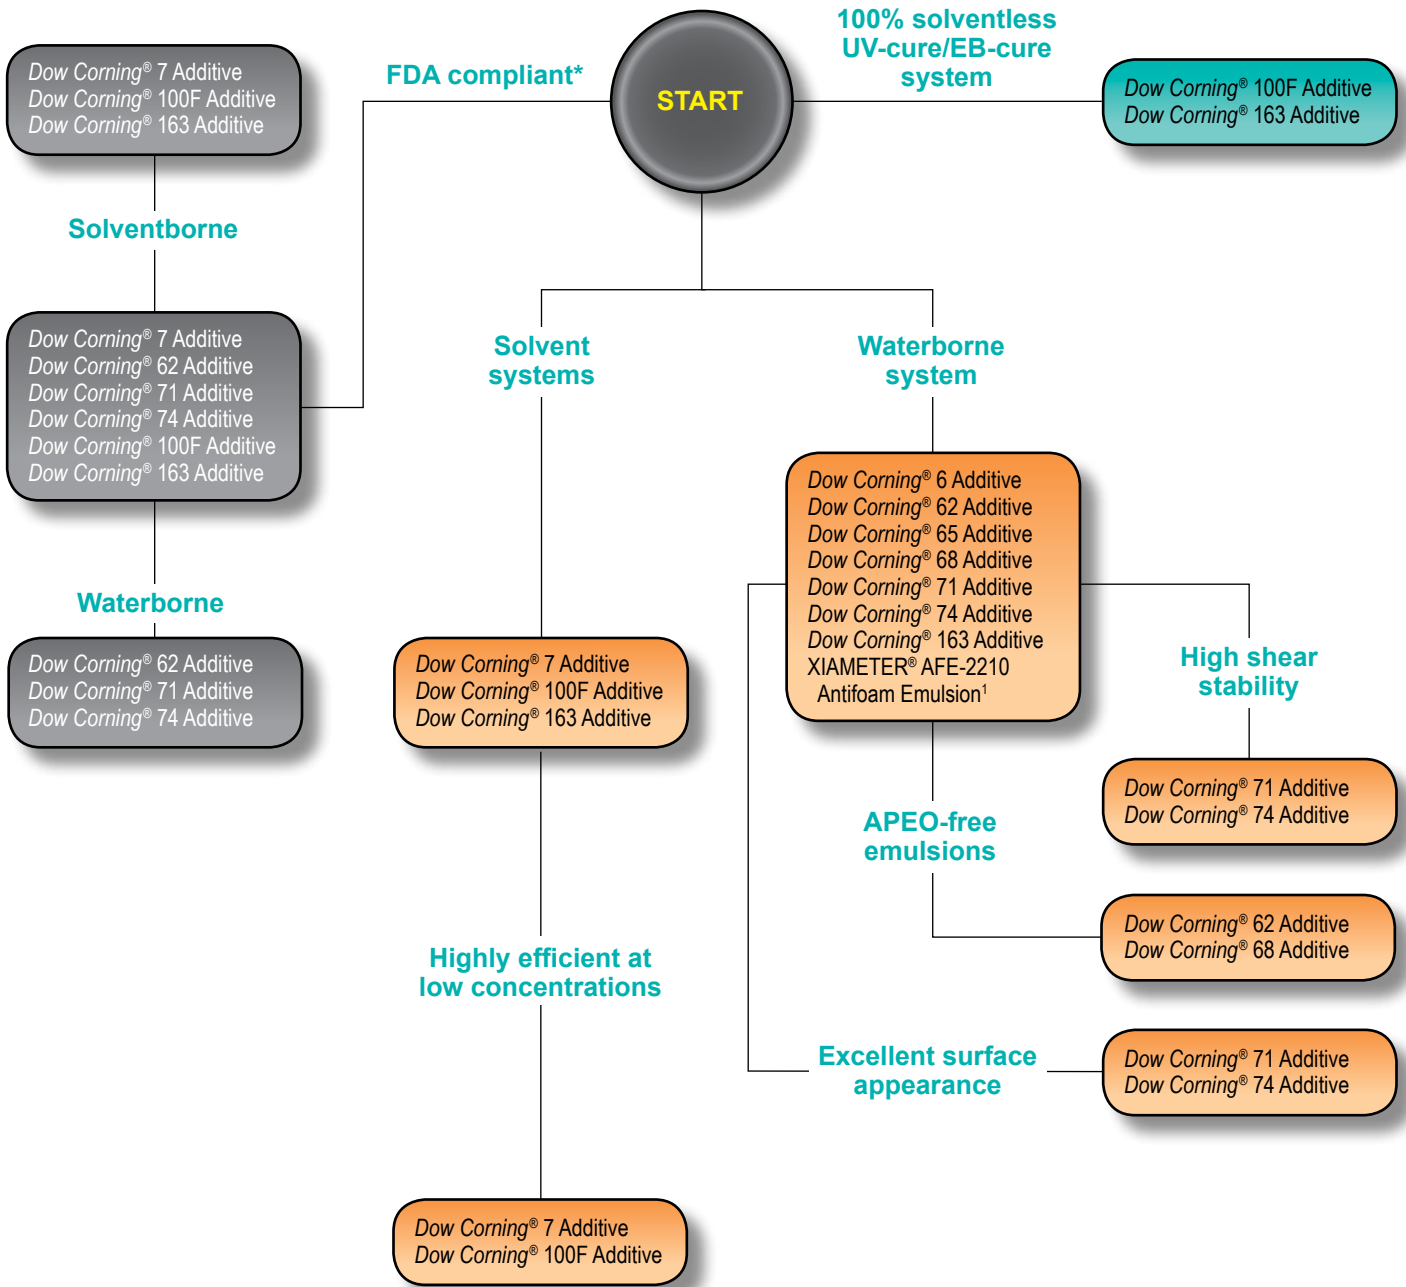 START
FDA compliant*
100% solventless
UV-cure/EB-cure
system
Dow Corning® 100F Additive
Dow Corning® 163 Additive
Dow Corning® 7 Additive
Dow Corning® 100F Additive
Dow Corning® 163 Additive
Solventborne
Dow Corning® 7 Additive
Dow Corning® 62 Additive
Dow Corning® 71 Additive
Dow Corning® 74 Additive
Dow Corning® 100F Additive
Dow Corning® 163 Additive
Waterborne
Dow Corning® 62 Additive
Dow Corning® 71 Additive
Dow Corning® 74 Additive
Solvent
systems
Dow Corning® 7 Additive
Dow Corning® 100F Additive
Dow Corning® 163 Additive
Highly efficient at
low concentrations
Dow Corning® 7 Additive
Dow Corning® 100F Additive
Waterborne
system
Dow Corning® 6 Additive
Dow Corning® 62 Additive
Dow Corning® 65 Additive
Dow Corning® 68 Additive
Dow Corning® 71 Additive
Dow Corning® 74 Additive
Dow Corning® 163 Additive
XIAMETER® AFE-2210
Antifoam Emulsion¹
High shear
stability
Dow Corning® 71 Additive
Dow Corning® 74 Additive
APEO-free
emulsions
Dow Corning® 62 Additive
Dow Corning® 68 Additive
Excellent surface
appearance
Dow Corning® 71 Additive
Dow Corning® 74 Additive